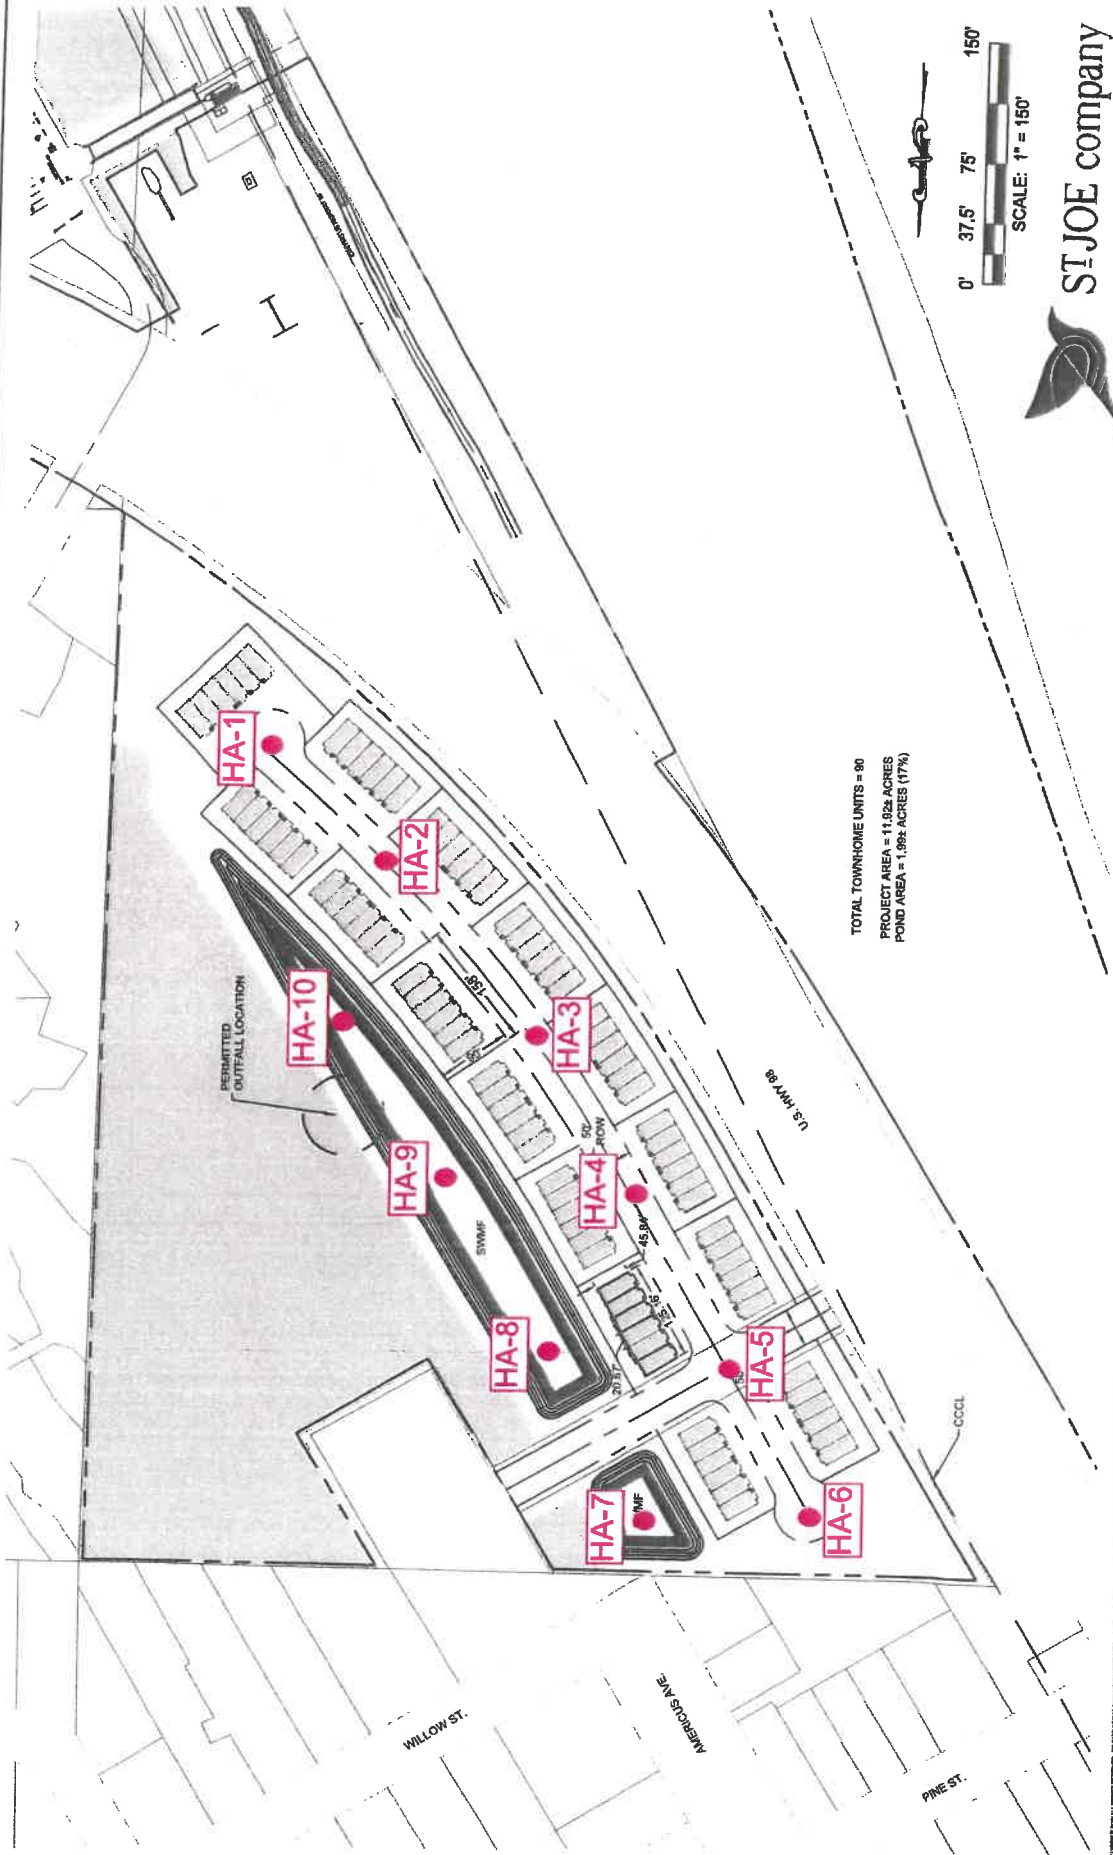 0' 37.5' 75' 150'
SCALE: 1" = 150'
ST JOE company
HA-1
HA-2
HA-3
HA-4
HA-5
HA-6
HA-7
HA-8
HA-9
HA-10
PERMITTED
OUTFALL LOCATION
SWMF
158'
50'
ROW
45.84'
20.67'
U.S. HWY 98
CCCL
TOTAL TOWNHOME UNITS = 90
PROJECT AREA = 11.92± ACRES
POND AREA = 1.99± ACRES (17%)
WILLOW ST.
AMERICUS AVE.
PINE ST.